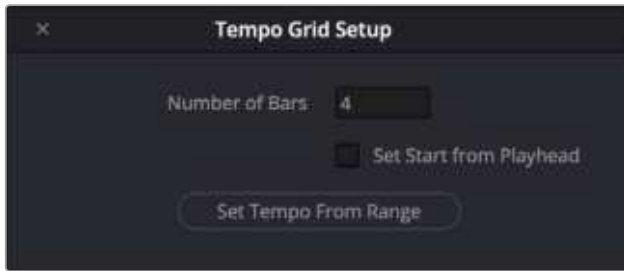 Tempo Grid Setup
Number of Bars 4
Set Start from Playhead
Set Tempo From Range